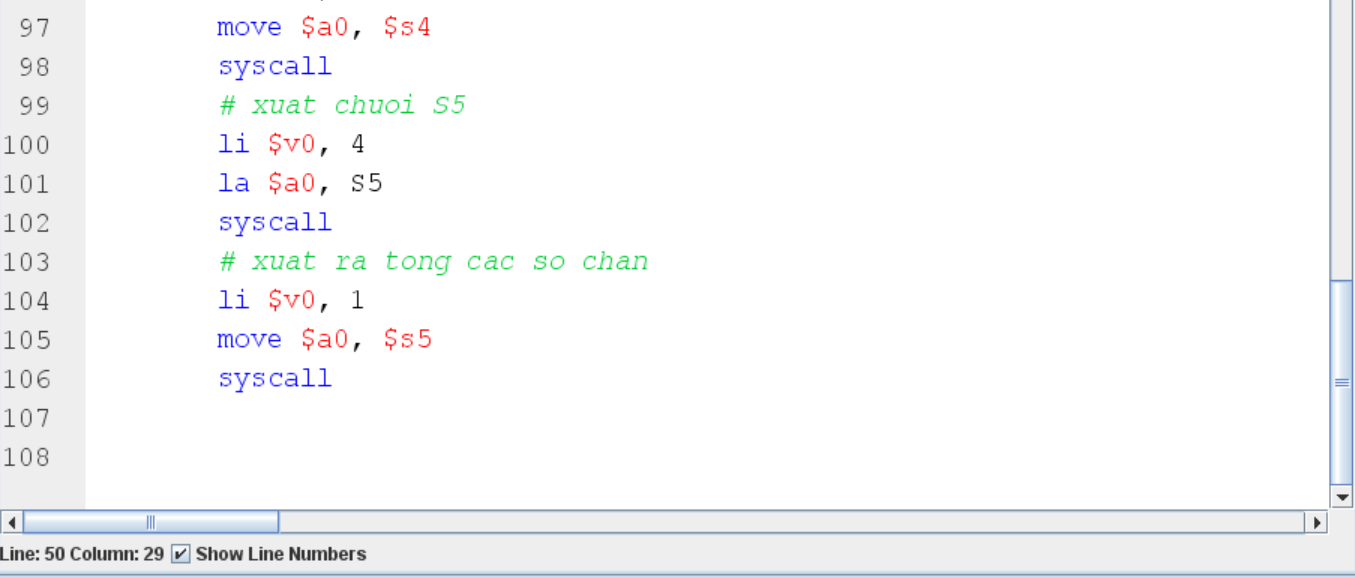 97 move $a0, $s4
98 syscall
99 # xuat chuoi S5
100 li $v0, 4
101 la $a0, S5
102 syscall
103 # xuat ra tong cac so chan
104 li $v0, 1
105 move $a0, $s5
106 syscall
107
108
Line: 50 Column: 29 Show Line Numbers